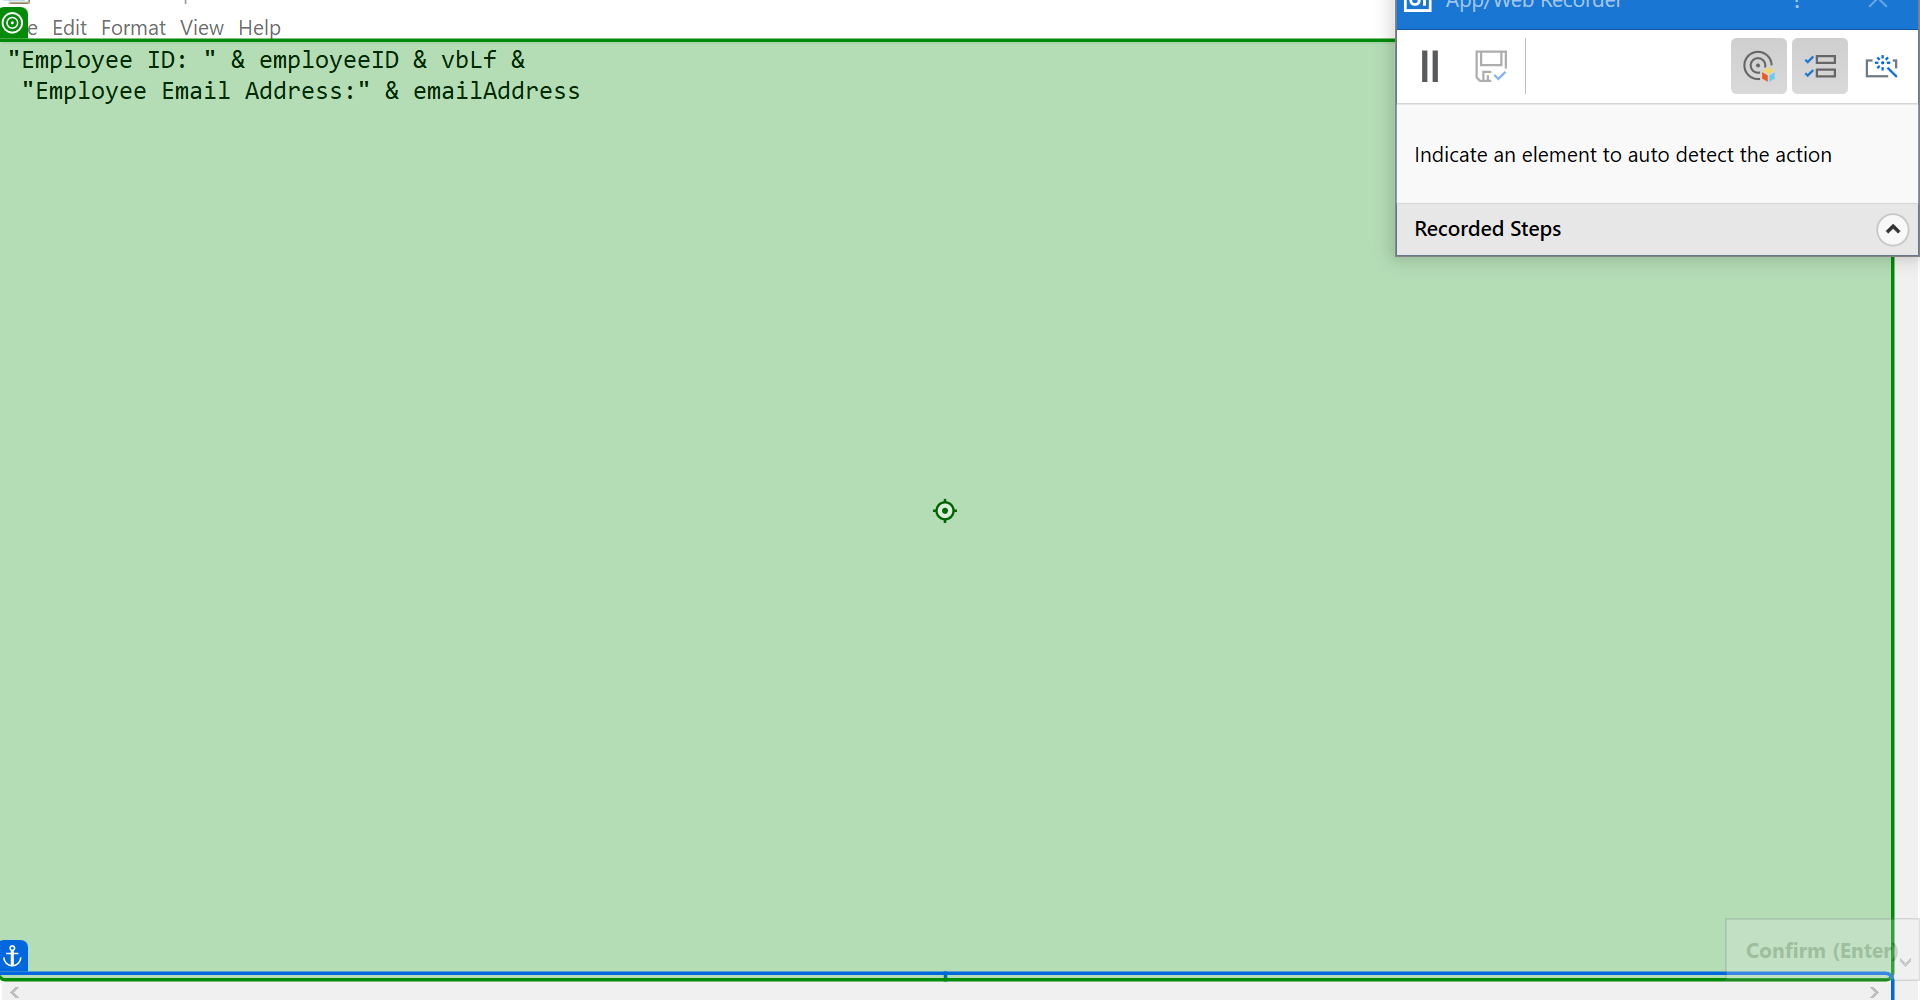 Edit Format View Help
"Employee ID: " & employeeID & vbLf &
"Employee Email Address:" & emailAddress
App/Web Recorder
Indicate an element to auto detect the action
Recorded Steps
Confirm (Enter)